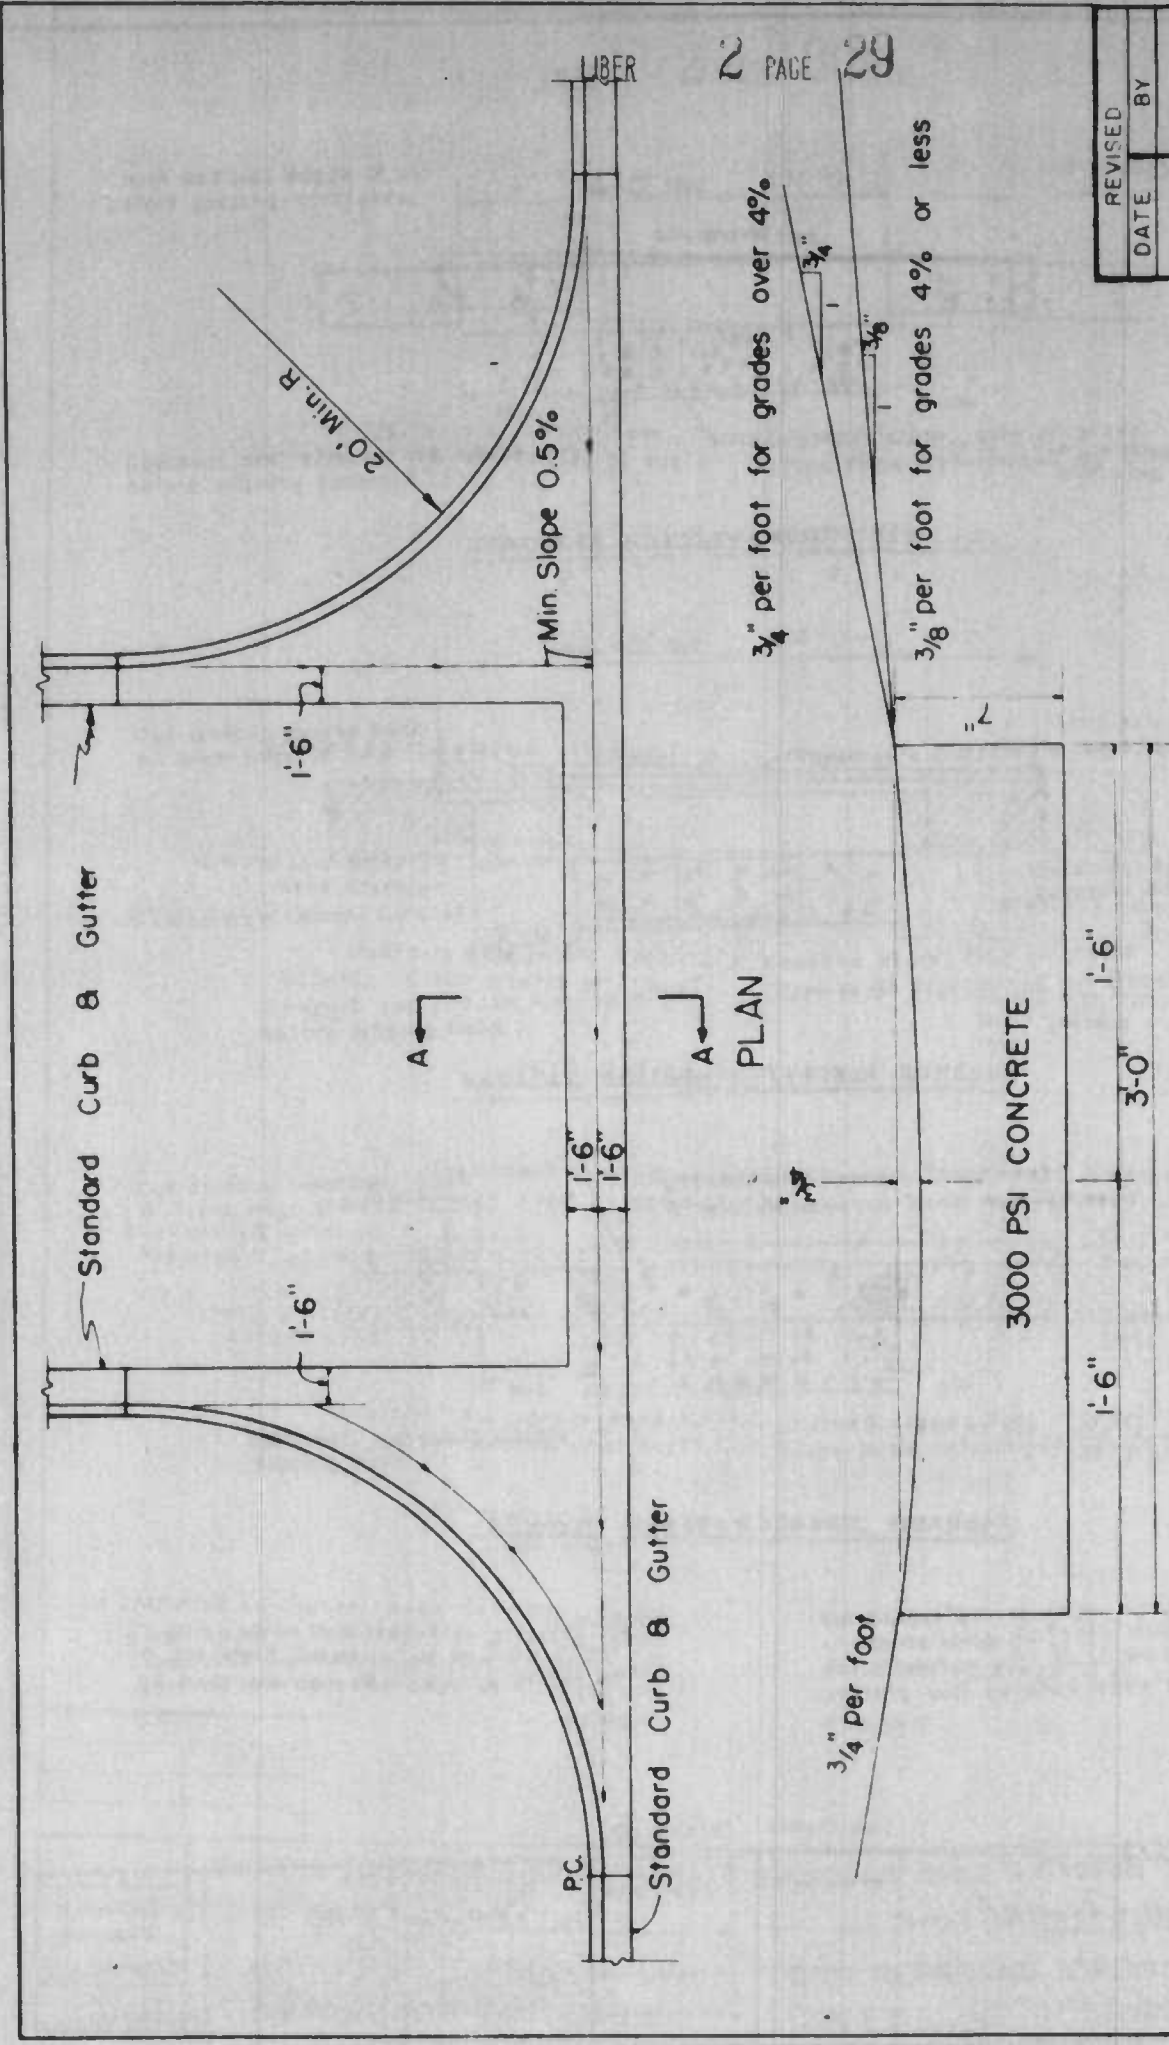 LIBER 2 PAGE 29
Standard Curb & Gutter
20' Min. R
1'-6"
1'-6"
Min. Slope 0.5%
P.C.
1'-6"
1'-6"
A
A
Standard Curb & Gutter
PLAN
3/4" per foot
3/4"
3/4" per foot for grades over 4%
3/4"
1
3/8"
1
3/8" per foot for grades 4% or less
7"
3000 PSI CONCRETE
1'-6"
1'-6"
3'-0"
REVISED
DATE
BY